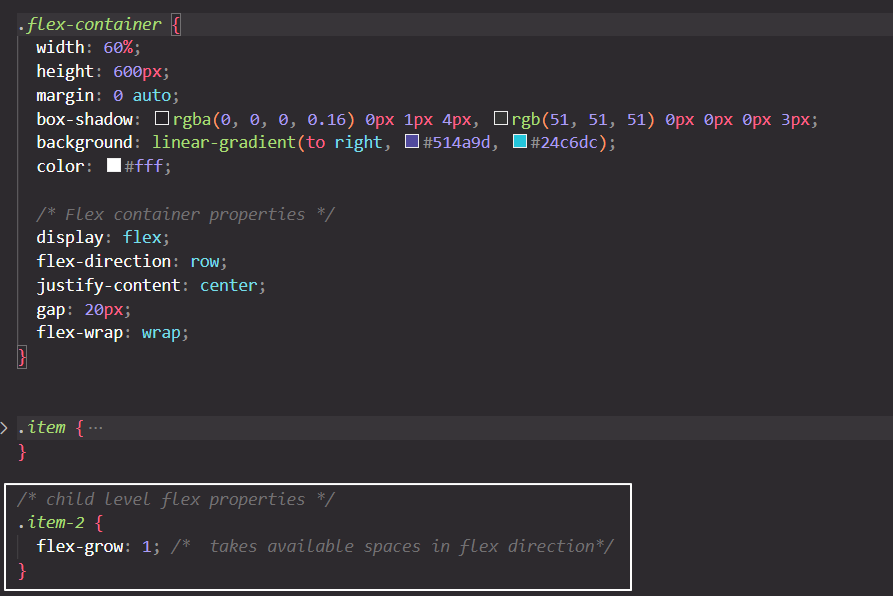 .flex-container {
width: 60%;
height: 600px;
margin: 0 auto;
box-shadow: rgba(0, 0, 0, 0.16) 0px 1px 4px, rgb(51, 51, 51) 0px 0px 0px 3px;
background: linear-gradient(to right, #514a9d, #24c6dc);
color: #fff;
/* Flex container properties */
display: flex;
flex-direction: row;
justify-content: center;
gap: 20px;
flex-wrap: wrap;
}
.item { ···
}
/* child level flex properties */
.item-2 {
flex-grow: 1; /*  takes available spaces in flex direction*/
}